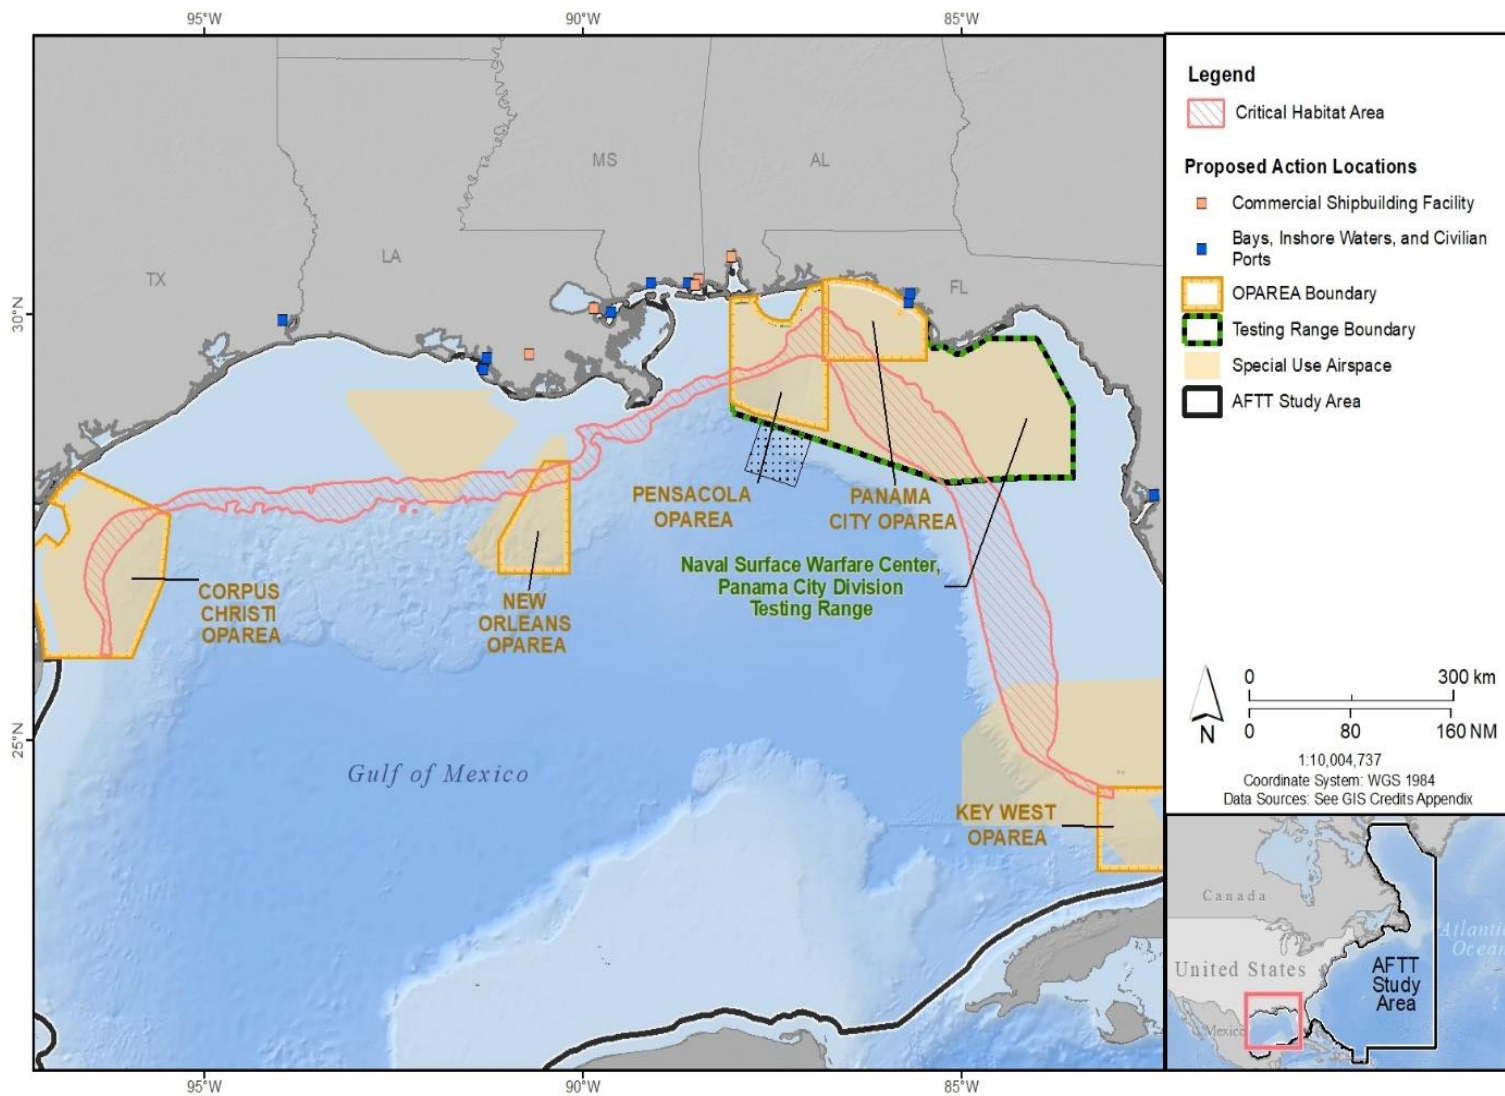 95°W
90°W
85°W
30°N
25°N
TX
LA
MS
AL
FL
PENSACOLA
OPAREA
PANAMA
CITY OPAREA
Naval Surface Warfare Center,
Panama City Division
Testing Range
CORPUS
CHRISTI
OPAREA
NEW
ORLEANS
OPAREA
Gulf of Mexico
KEY WEST
OPAREA
95°W
90°W
85°W
Legend
Critical Habitat Area
Proposed Action Locations
Commercial Shipbuilding Facility
Bays, Inshore Waters, and Civilian
Ports
OPAREA Boundary
Testing Range Boundary
Special Use Airspace
AFTT Study Area
N
0
300 km
0
80
160 NM
1:10,004,737
Coordinate System: WGS 1984
Data Sources: See GIS Credits Appendix
Canada
United States
Mexico
AFTT
Study
Area